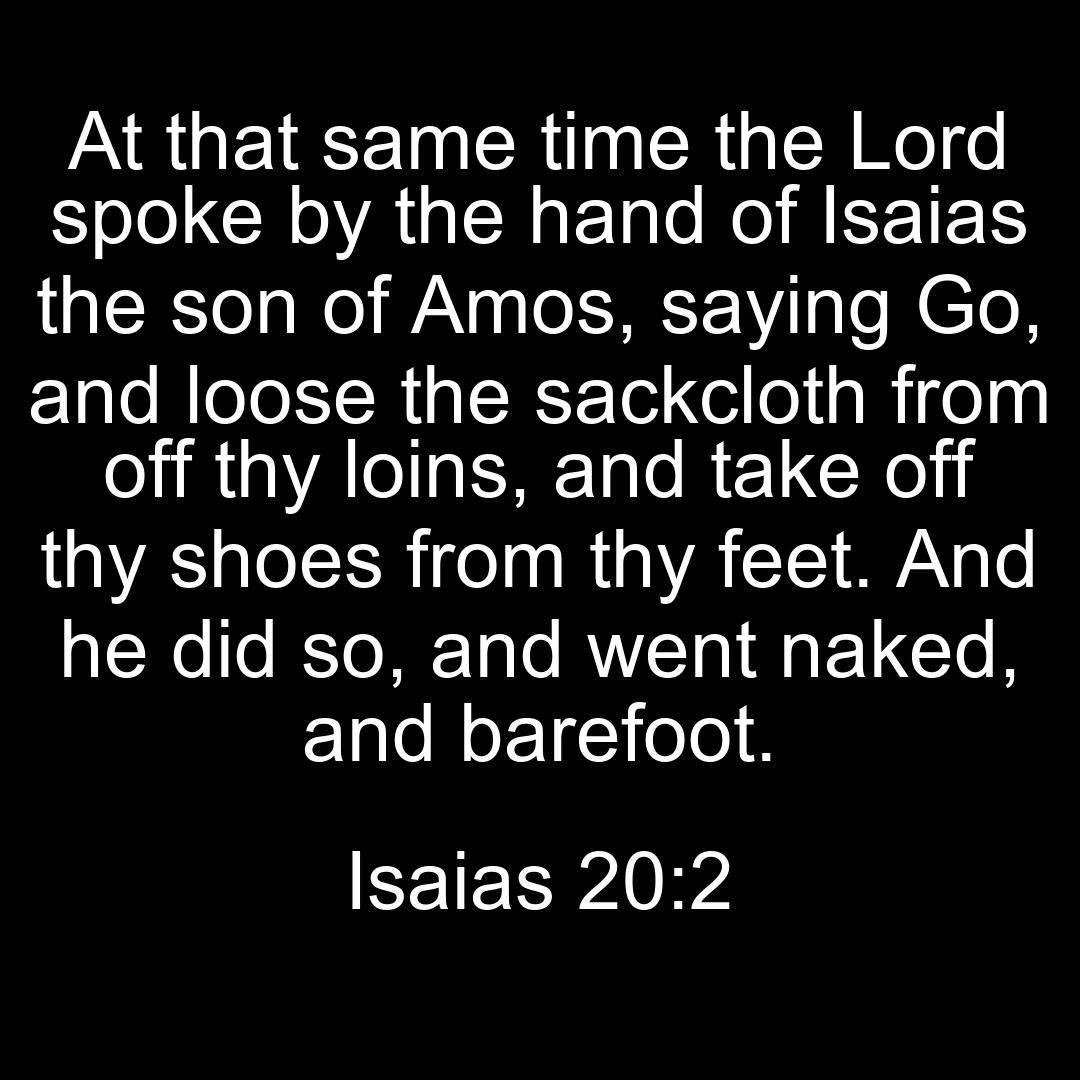 At that same time the Lord
spoke by the hand of Isaias
the son of Amos, saying Go,
and loose the sackcloth from
off thy loins, and take off
thy shoes from thy feet. And
he did so, and went naked,
and barefoot.
Isaias 20:2